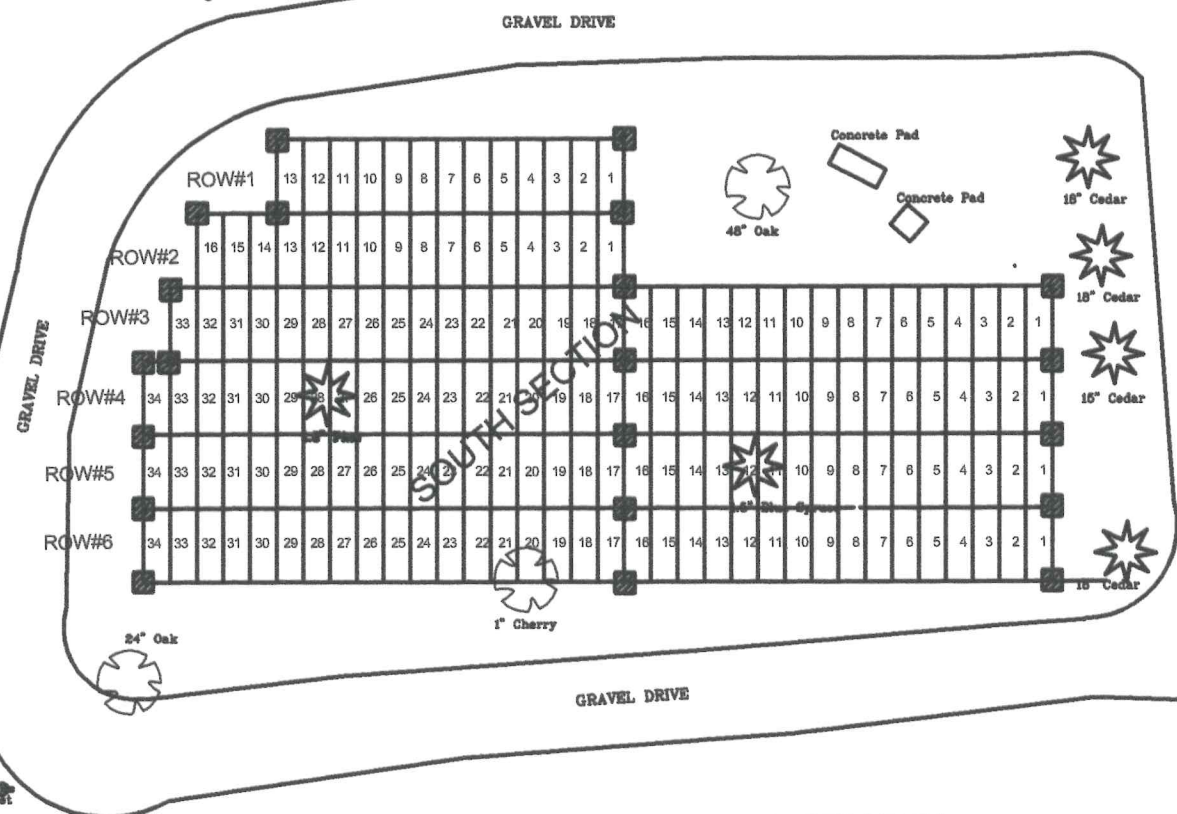 GRAVEL DRIVE
Concrete Pad
ROW#1 13 12 11 10 9 8 7 6 5 4 3 2 1
Concrete Pad
18" Cedar
48" Oak
ROW#2 16 15 14 13 12 11 10 9 8 7 6 5 4 3 2 1
18" Cedar
ROW#3 33 32 31 30 29 28 27 26 25 24 23 22 21 20 19 18 16 15 14 13 12 11 10 9 8 7 6 5 4 3 2 1
GRAVEL DRIVE
ROW#4 34 33 32 31 30 29 26 25 24 23 22 21 19 18 17 16 15 14 13 12 11 10 9 8 7 6 5 4 3 2 1
15" Cedar
SOUTH SECTION
ROW#5 34 33 32 31 30 29 28 27 26 25 24 23 22 21 20 19 18 17 16 15 14 13 12 11 10 9 8 7 6 5 4 3 2 1
Blue Spruce
ROW#6 34 33 32 31 30 29 28 27 26 25 24 23 22 21 20 19 18 17 16 15 14 13 12 11 10 9 8 7 6 5 4 3 2 1
Cedar
1" Cherry
24" Oak
GRAVEL DRIVE